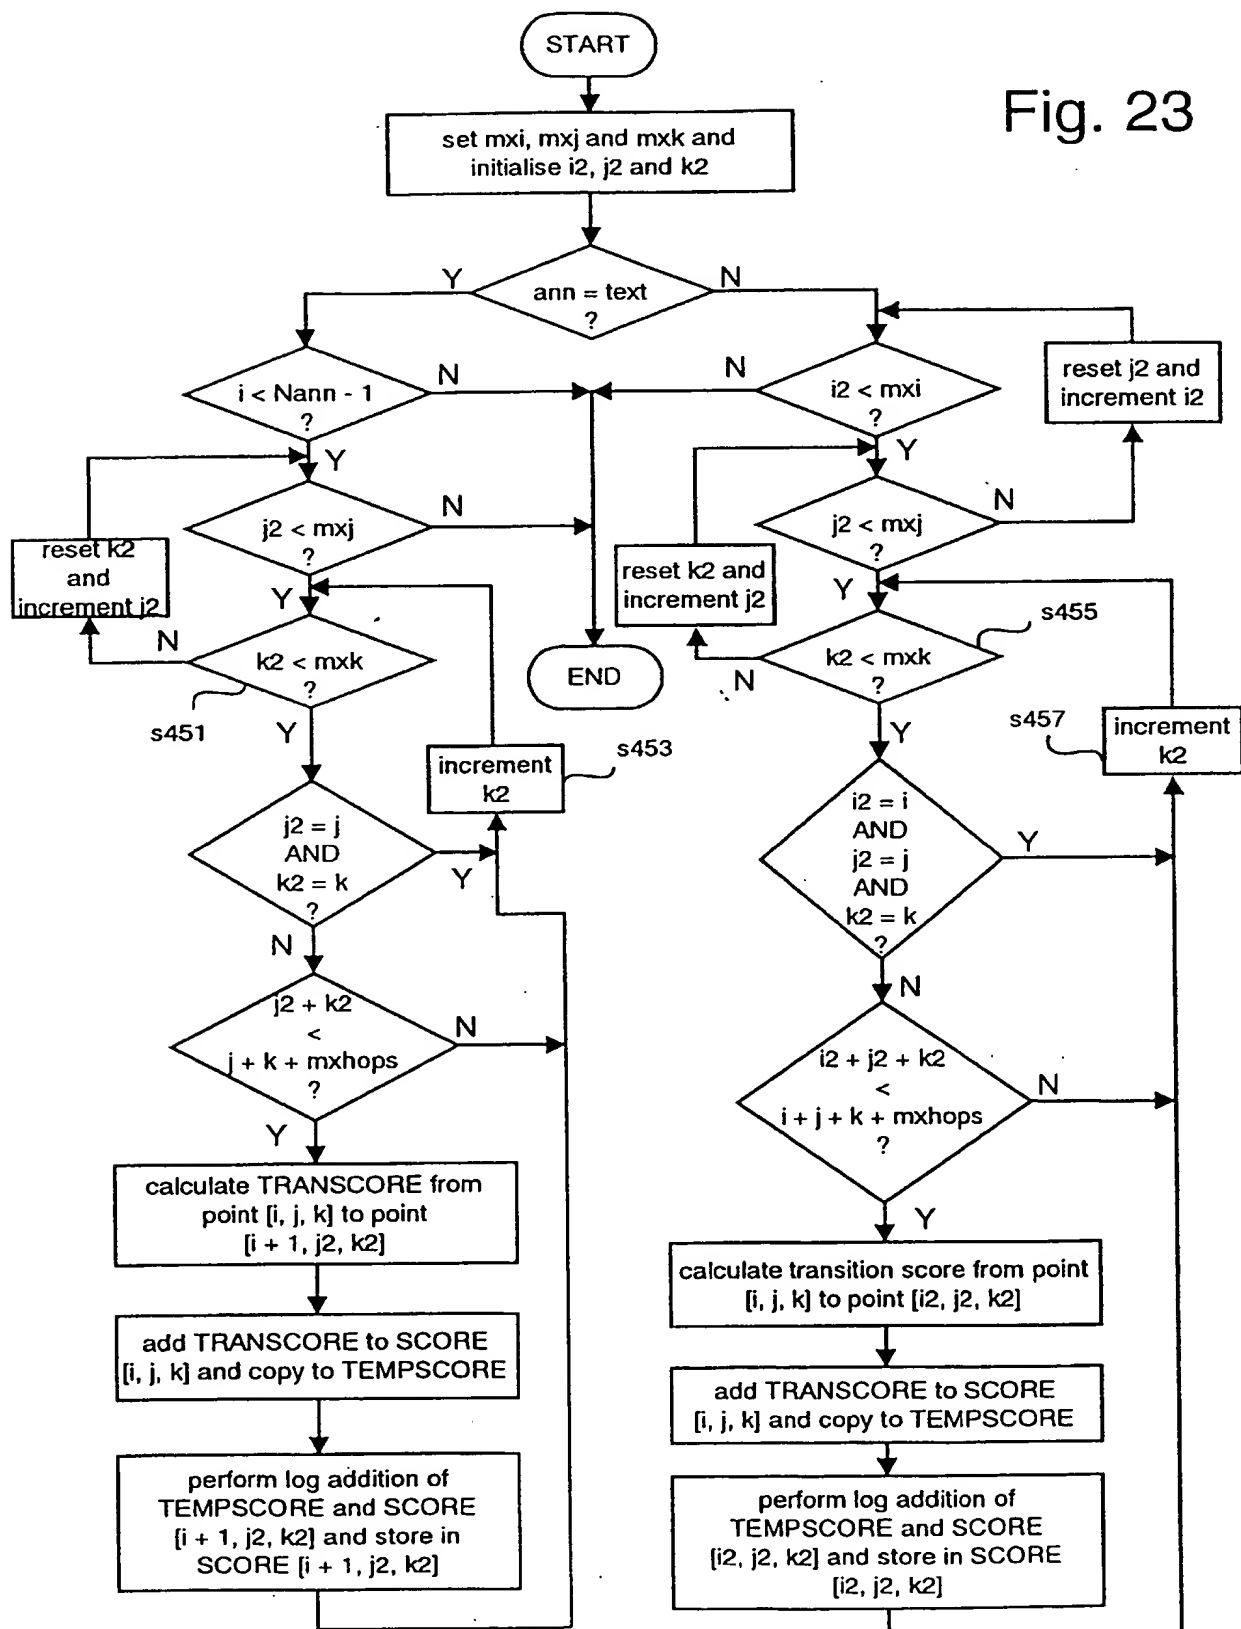 START
Fig. 23
set mxi, mxj and mxk and
initialise i2, j2 and k2
ann = text
?
Y
N
i < Nann - 1
?
N
Y
j2 < mxj
?
N
Y
reset k2
and
increment j2
k2 < mxk
?
N
s451
Y
increment
k2
s453
j2 = j
AND
k2 = k
?
Y
N
j2 + k2
<
j + k + mxhops
?
N
Y
calculate TRANSCORE from
point [i, j, k] to point
[i + 1, j2, k2]
add TRANSCORE to SCORE
[i, j, k] and copy to TEMPSCORE
perform log addition of
TEMPSCORE and SCORE
[i + 1, j2, k2] and store in
SCORE [i + 1, j2, k2]
END
i2 < mxi
?
N
Y
reset j2 and
increment i2
j2 < mxj
?
N
Y
reset k2 and
increment j2
k2 < mxk
?
N
s455
Y
s457
increment
k2
i2 = i
AND
j2 = j
AND
k2 = k
?
Y
N
i2 + j2 + k2
<
i + j + k + mxhops
?
N
Y
calculate transition score from point
[i, j, k] to point [i2, j2, k2]
add TRANSCORE to SCORE
[i, j, k] and copy to TEMPSCORE
perform log addition of
TEMPSCORE and SCORE
[i2, j2, k2] and store in SCORE
[i2, j2, k2]